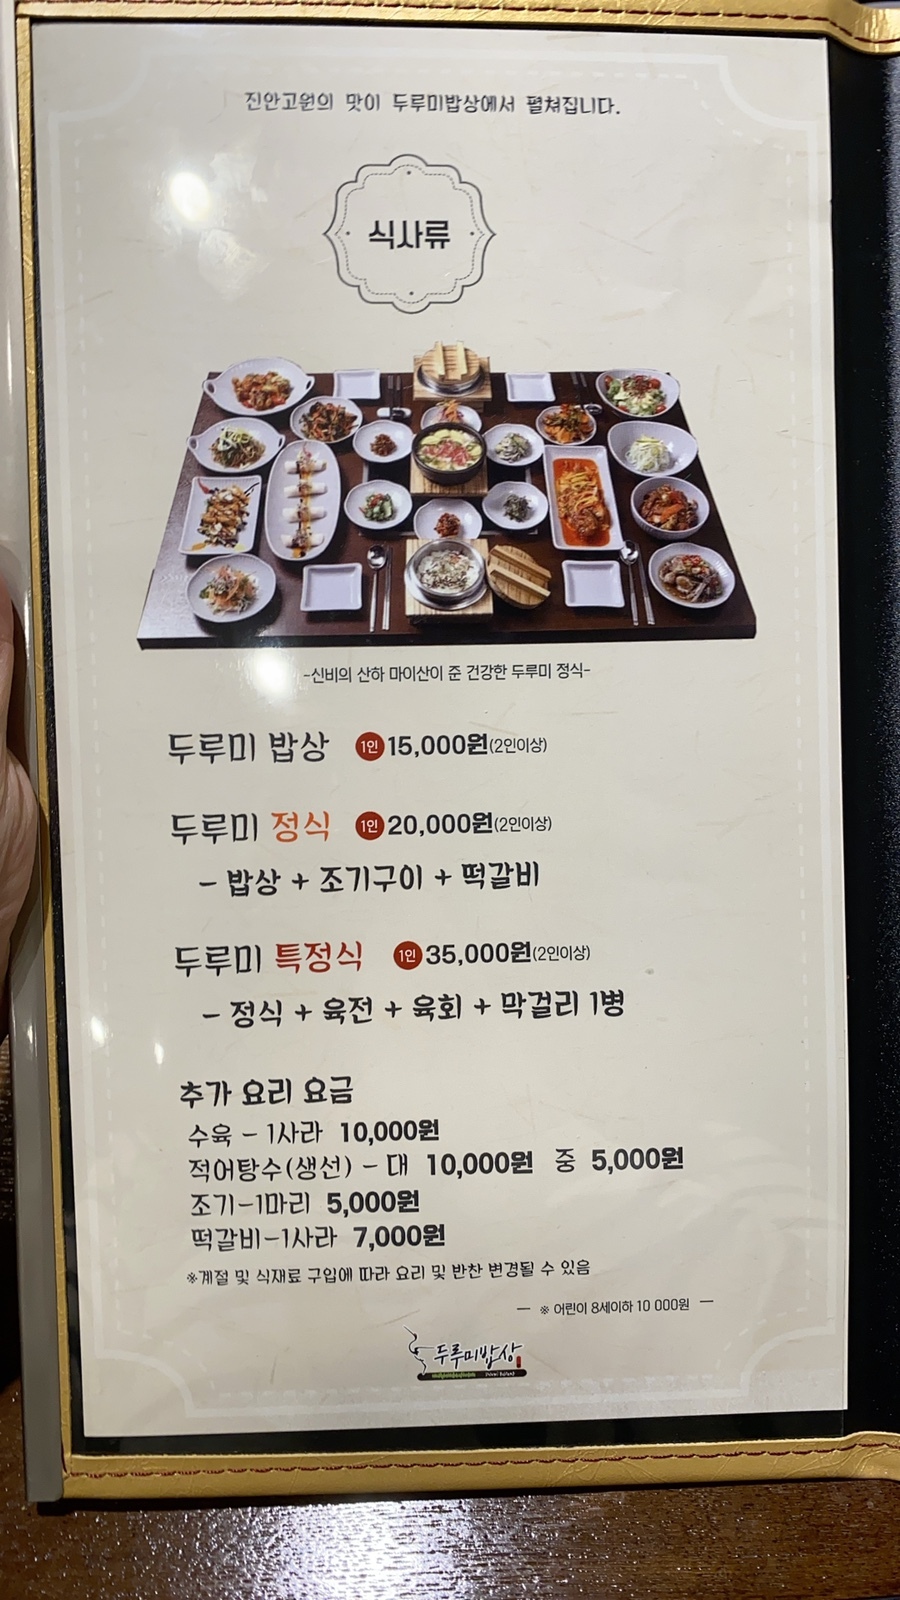 진안고원의 맛이 두루미밥상에서 펼쳐집니다.
식사류
-신비의 산하 마이산이 준 건강한 두루미 정식-
두루미 밥상 1인 15,000원(2인이상)
두루미 정식 1인 20,000원(2인이상)
- 밥상 + 조기구이 + 떡갈비
두루미 특정식 1인 35,000원(2인이상)
- 정식 + 육전 + 육회 + 막걸리 1병
추가 요리 요금
수육 - 1사라 10,000원
적어탕수(생선) - 대 10,000원 중 5,000원
조기-1마리 5,000원
떡갈비-1사라 7,000원
※계절 및 식재료 구입에 따라 요리 및 반찬 변경될 수 있음
※ 어린이 8세이하 10 000원
두루미밥상